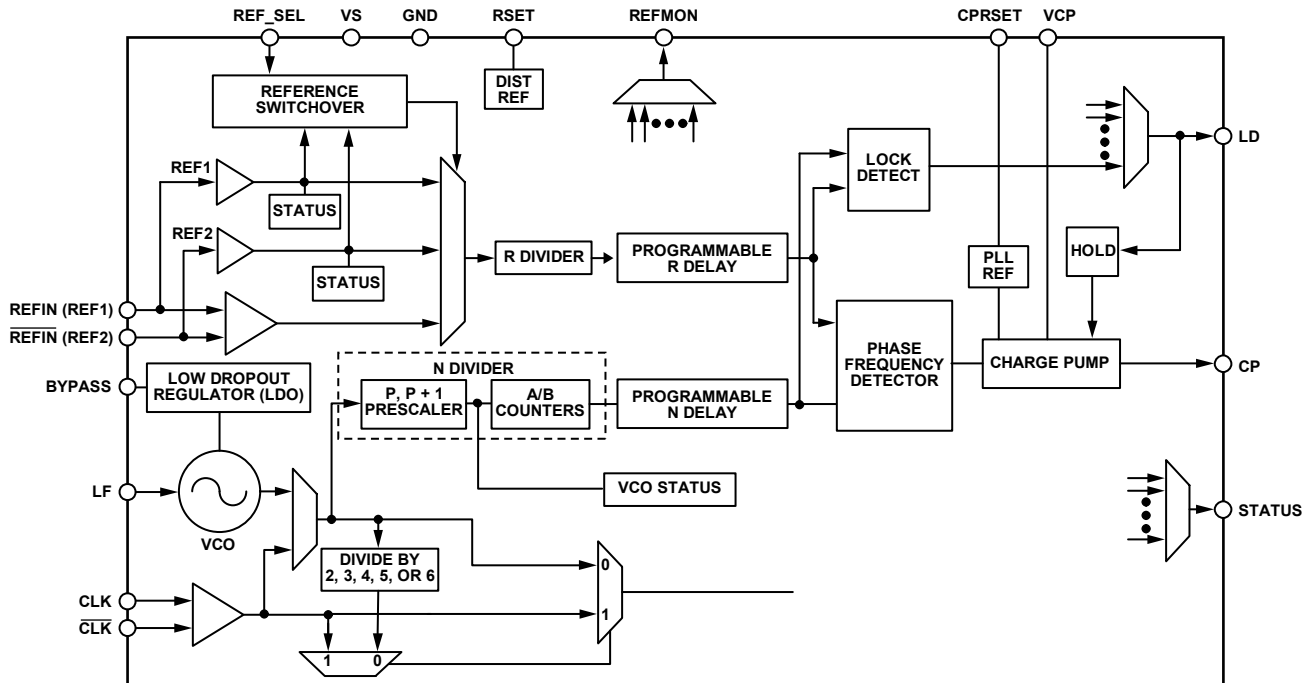 REF_SEL
VS
GND
RSET
REFMON
CPRSET
VCP
REFERENCE
SWITCHOVER
DIST
REF
REF1
STATUS
REF2
STATUS
LOCK
DETECT
LD
R DIVIDER
PROGRAMMABLE
R DELAY
PLL
REF
HOLD
REFIN (REF1)
REFIN (REF2)
BYPASS
LOW DROPOUT
REGULATOR (LDO)
N DIVIDER
P, P + 1
PRESCALER
A/B
COUNTERS
PROGRAMMABLE
N DELAY
PHASE
FREQUENCY
DETECTOR
CHARGE PUMP
CP
LF
VCO
VCO STATUS
STATUS
DIVIDE BY
2, 3, 4, 5, OR 6
0
1
CLK
CLK
1 0